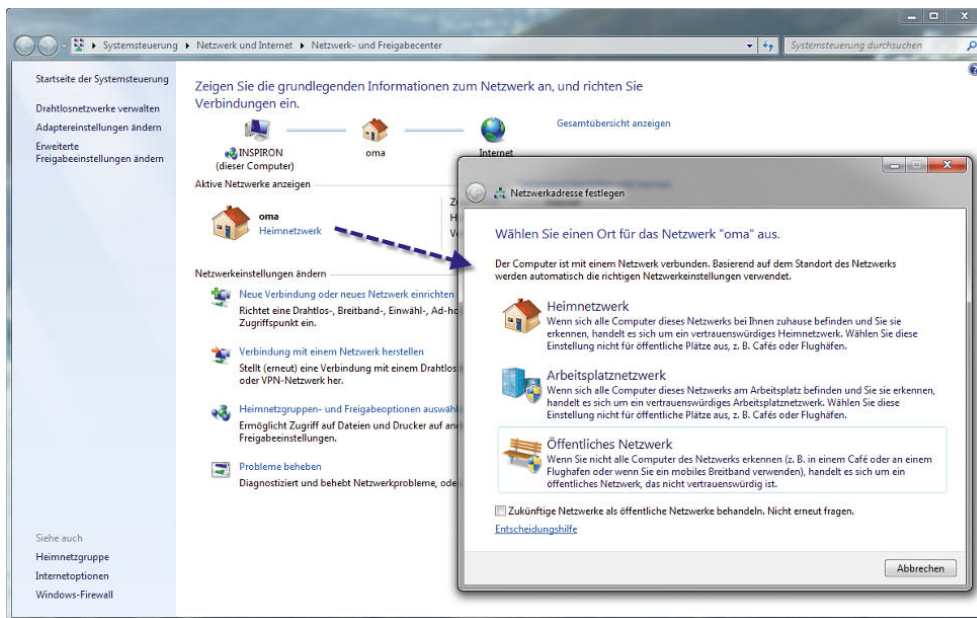 Systemsteuerung ▸ Netzwerk und Internet ▸ Netzwerk- und Freigabecenter
Systemsteuerung durchsuchen
Startseite der Systemsteuerung
Drahtlosnetzwerke verwalten
Adaptereinstellungen ändern
Erweiterte
Freigabeeinstellungen ändern
Zeigen Sie die grundlegenden Informationen zum Netzwerk an, und richten Sie
Verbindungen ein.
Gesamtübersicht anzeigen
INSPIRON
(dieser Computer)
oma
Internet
Aktive Netzwerke anzeigen
oma
Heimnetzwerk
Netzwerkeinstellungen ändern
Neue Verbindung oder neues Netzwerk einrichten
Richtet eine Drahtlos-, Breitband-, Einwähl-, Ad-ho
Zugriffspunkt ein.
Verbindung mit einem Netzwerk herstellen
Stellt (erneut) eine Verbindung mit einem Drahtlos
oder VPN-Netzwerk her.
Heimnetzgruppen- und Freigabeoptionen auswähl
Ermöglicht Zugriff auf Dateien und Drucker auf and
Freigabeeinstellungen.
Probleme beheben
Diagnostiziert und behebt Netzwerkprobleme, ode
Siehe auch
Heimnetzgruppe
Internetoptionen
Windows-Firewall
Netzwerkadresse festlegen
Wählen Sie einen Ort für das Netzwerk "oma" aus.
Der Computer ist mit einem Netzwerk verbunden. Basierend auf dem Standort des Netzwerks
werden automatisch die richtigen Netzwerkeinstellungen verwendet.
Heimnetzwerk
Wenn sich alle Computer dieses Netzwerks bei Ihnen zuhause befinden und Sie sie
erkennen, handelt es sich um ein vertrauenswürdiges Heimnetzwerk. Wählen Sie diese
Einstellung nicht für öffentliche Plätze aus, z. B. Cafés oder Flughäfen.
Arbeitsplatznetzwerk
Wenn sich alle Computer dieses Netzwerks am Arbeitsplatz befinden und Sie sie erkennen,
handelt es sich um ein vertrauenswürdiges Arbeitsplatznetzwerk. Wählen Sie diese
Einstellung nicht für öffentliche Plätze aus, z. B. Cafés oder Flughäfen.
Öffentliches Netzwerk
Wenn Sie nicht alle Computer des Netzwerks erkennen (z. B. in einem Café oder an einem
Flughafen oder wenn Sie ein mobiles Breitband verwenden), handelt es sich um ein
öffentliches Netzwerk, das nicht vertrauenswürdig ist.
Zukünftige Netzwerke als öffentliche Netzwerke behandeln. Nicht erneut fragen.
Entscheidungshilfe
Abbrechen